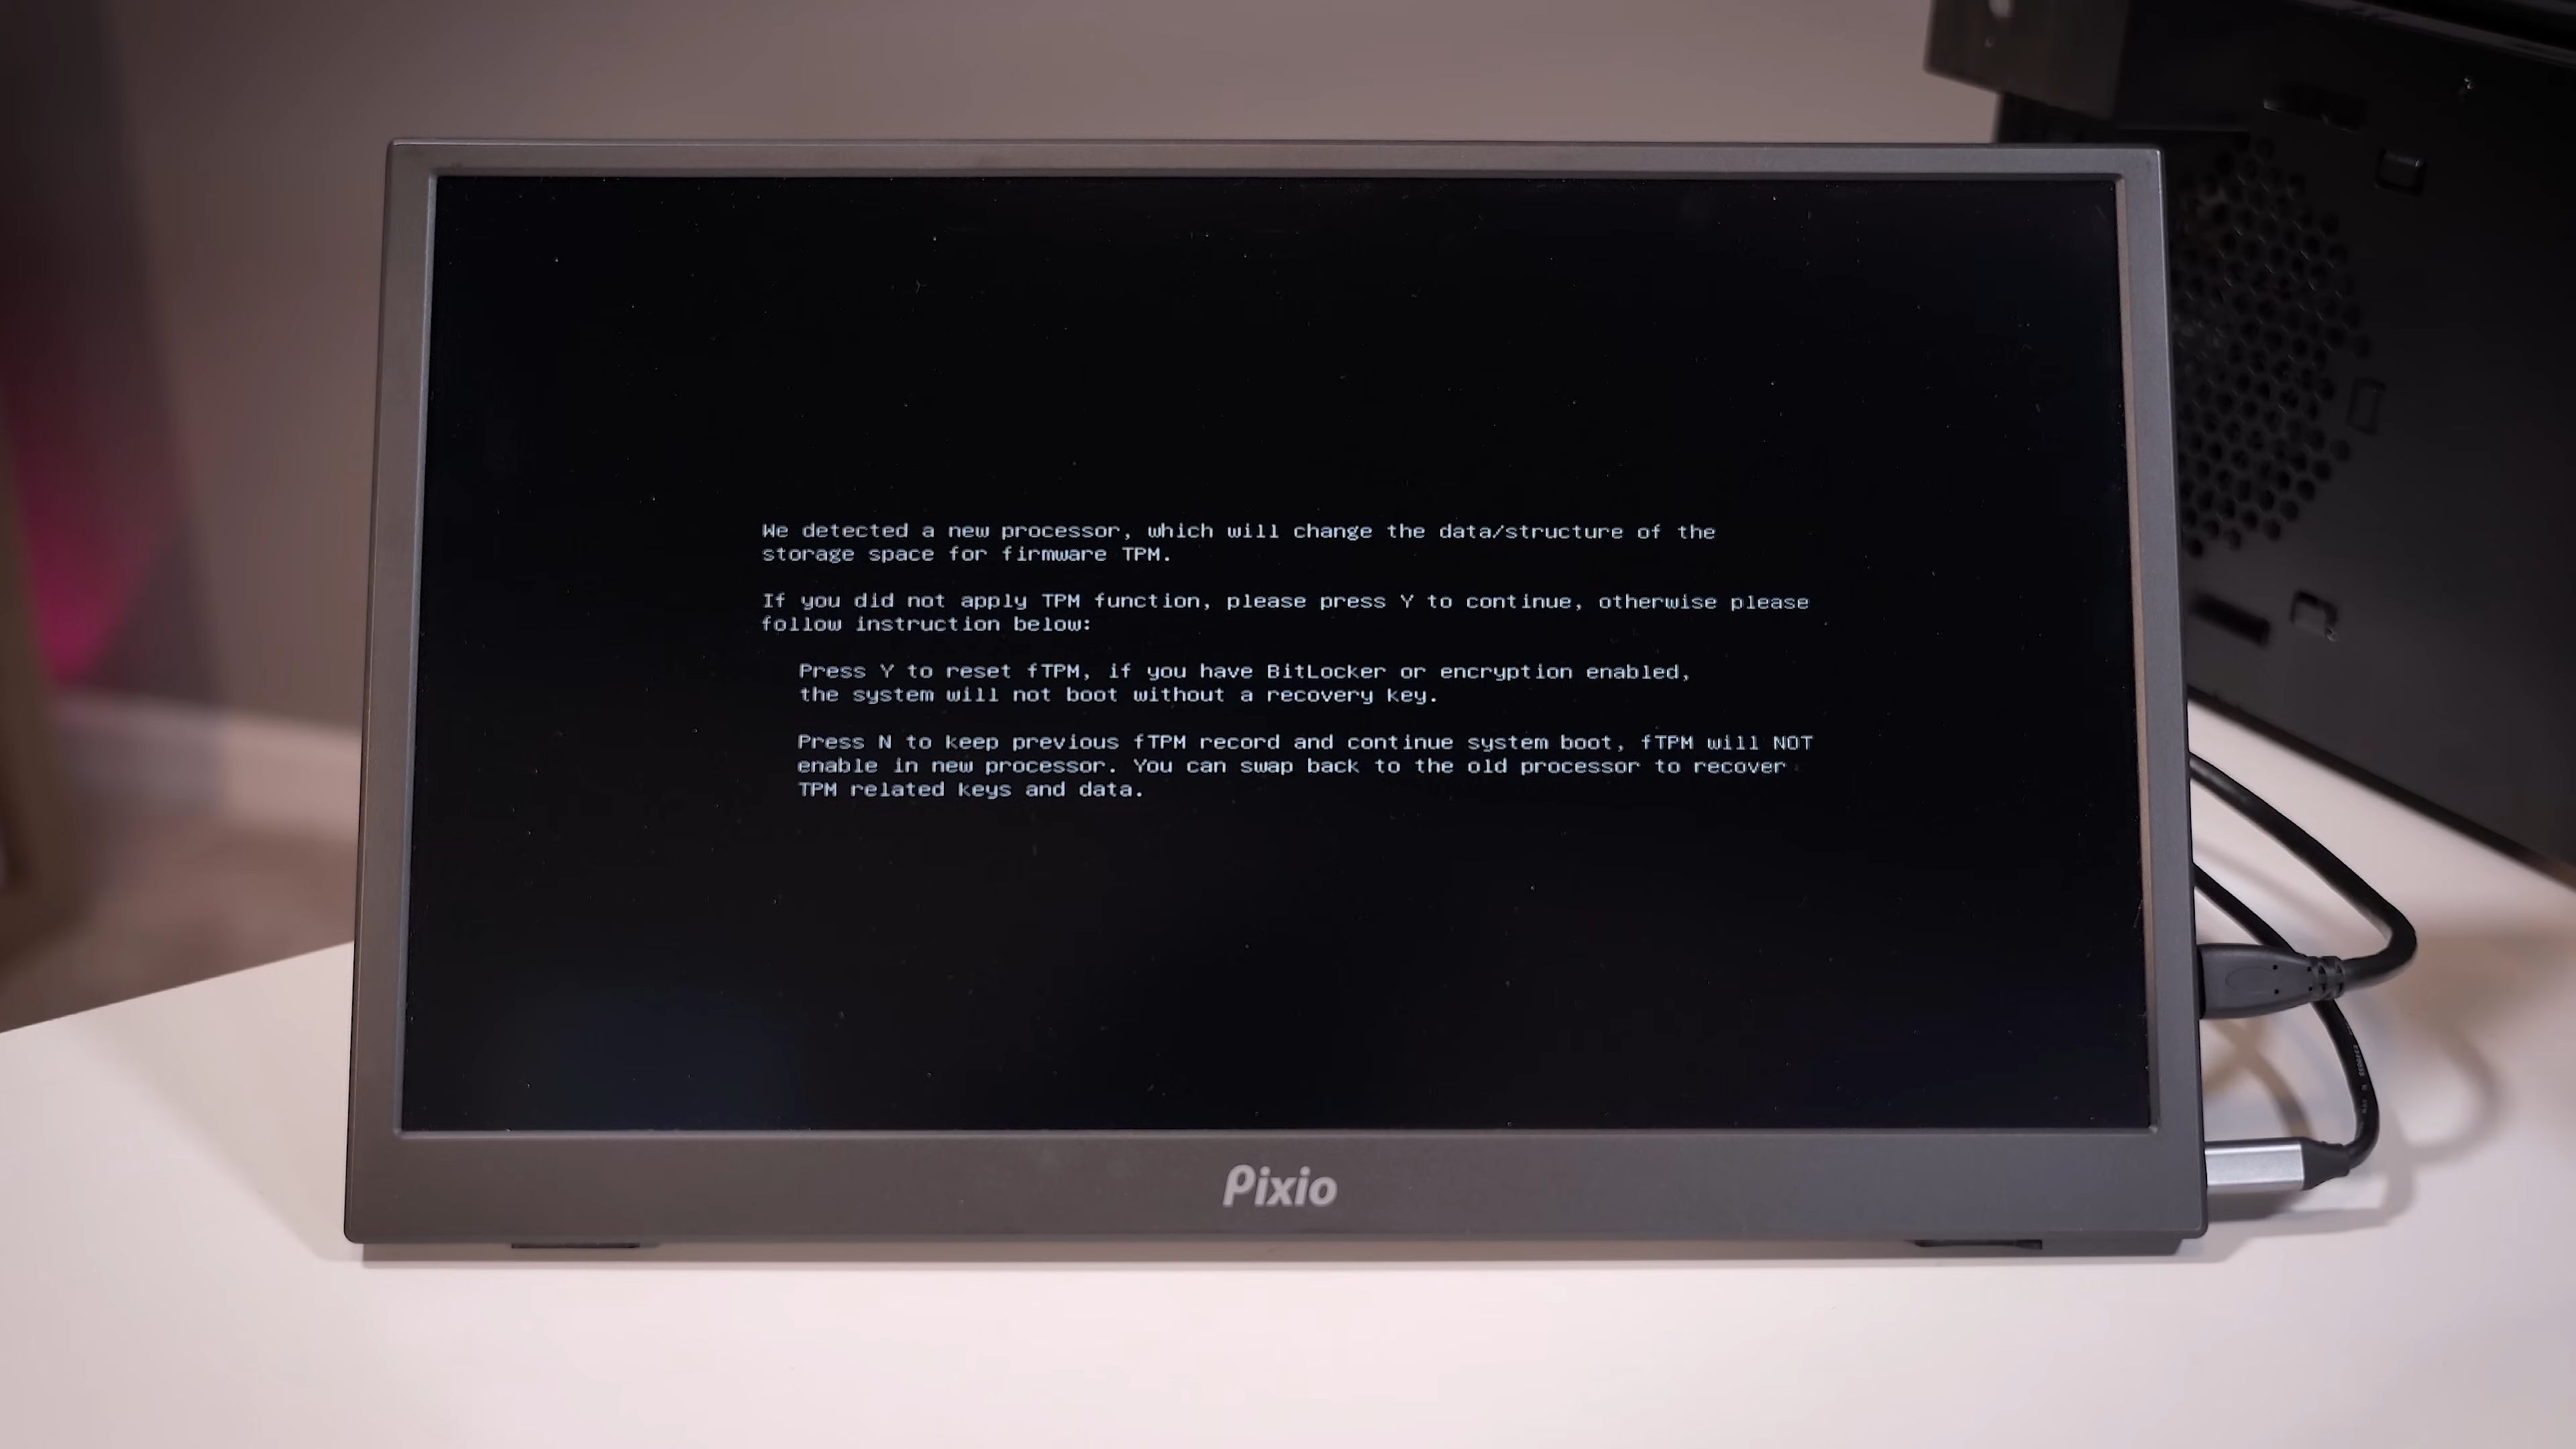 We detected a new processor, which will change the data/structure of the
storage space for firmware TPM.
If you did not apply TPM function, please press Y to continue, otherwise please
follow instruction below:
Press Y to reset fTPM, if you have BitLocker or encryption enabled,
the system will not boot without a recovery key.
Press N to keep previous fTPM record and continue system boot, fTPM will NOT
enable in new processor. You can swap back to the old processor to recover
TPM related keys and data.
Pixio